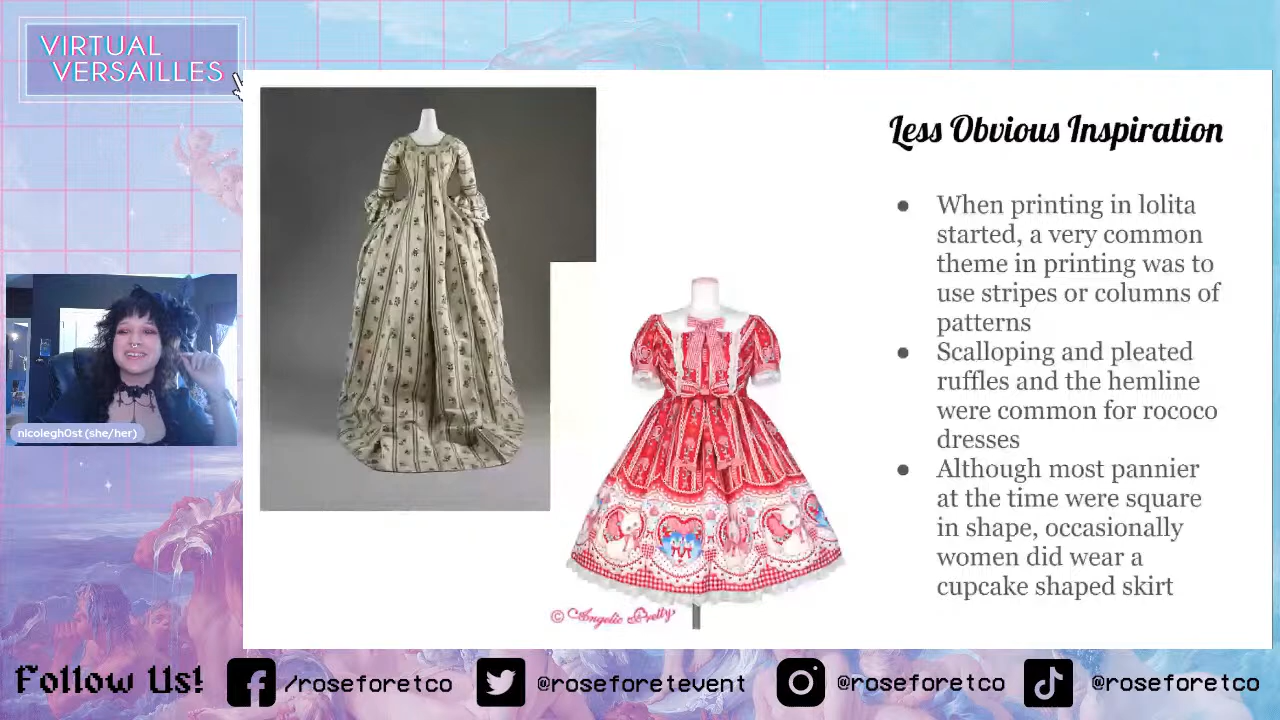 VIRTUAL
VERSAILLES
Less Obvious Inspiration
● When printing in lolita
started, a very common
theme in printing was to
use stripes or columns of
patterns
● Scalloping and pleated
ruffles and the hemline
were common for rococo
dresses
● Although most pannier
at the time were square
in shape, occasionally
women did wear a
cupcake shaped skirt
© Angelic Pretty
nicolegh0st (she/her)
Follow Us!
/roseforetco
@roseforetevent
@roseforetco
@roseforetco